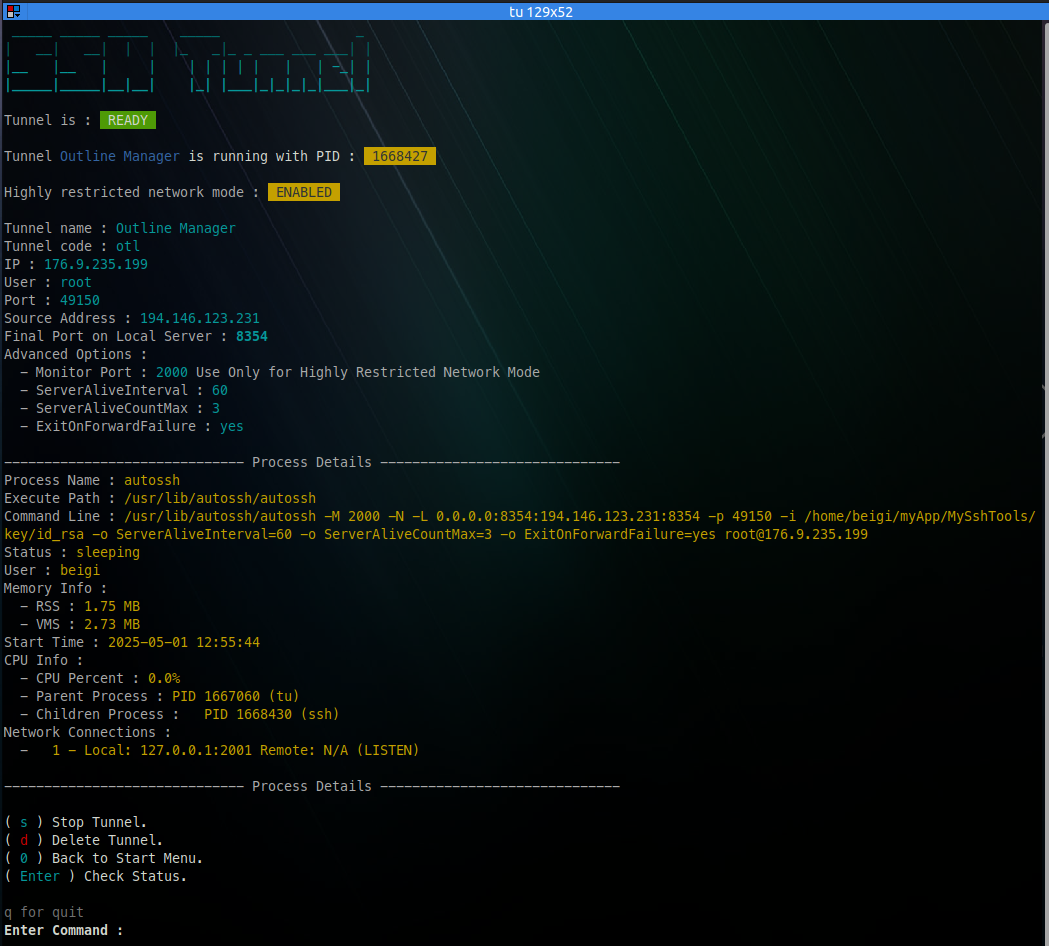 tu 129x52
SSH Tunnel
Tunnel is : READY
Tunnel Outline Manager is running with PID : 1668427
Highly restricted network mode : ENABLED
Tunnel name : Outline Manager
Tunnel code : otl
IP : 176.9.235.199
User : root
Port : 49150
Source Address : 194.146.123.231
Final Port on Local Server : 8354
Advanced Options :
– Monitor Port : 2000 Use Only for Highly Restricted Network Mode
– ServerAliveInterval : 60
– ServerAliveCountMax : 3
– ExitOnForwardFailure : yes
------------------------------ Process Details ------------------------------
Process Name : autossh
Execute Path : /usr/lib/autossh/autossh
Command Line : /usr/lib/autossh/autossh -M 2000 -N -L 0.0.0.0:8354:194.146.123.231:8354 -p 49150 -i /home/beigi/myApp/MySshTools/
key/id_rsa -o ServerAliveInterval=60 -o ServerAliveCountMax=3 -o ExitOnForwardFailure=yes root@176.9.235.199
Status : sleeping
User : beigi
Memory Info :
– RSS : 1.75 MB
– VMS : 2.73 MB
Start Time : 2025-05-01 12:55:44
CPU Info :
– CPU Percent : 0.0%
– Parent Process : PID 1667060 (tu)
– Children Process :   PID 1668430 (ssh)
Network Connections :
–   1 – Local: 127.0.0.1:2001 Remote: N/A (LISTEN)
------------------------------ Process Details ------------------------------
( s ) Stop Tunnel.
( d ) Delete Tunnel.
( 0 ) Back to Start Menu.
( Enter ) Check Status.
q for quit
Enter Command :